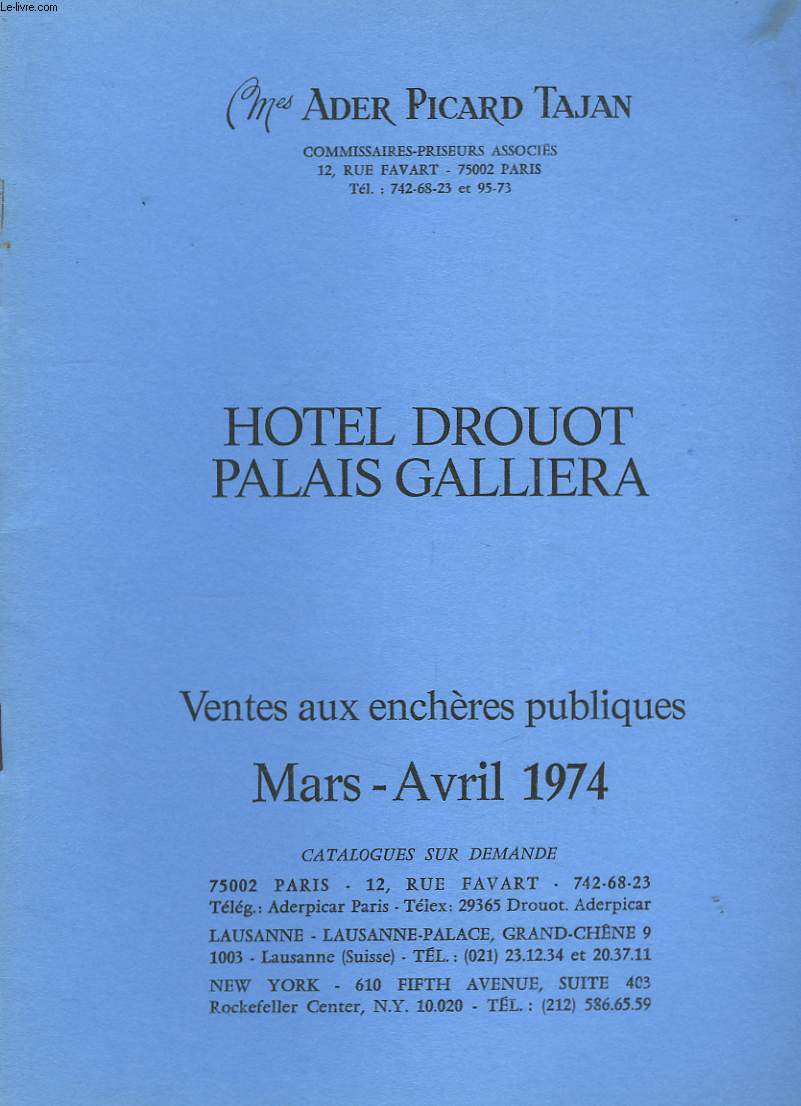 Le-livre.com
Mes ADER PICARD TAJAN
COMMISSAIRES-PRISEURS ASSOCIÉS
12, RUE FAVART - 75002 PARIS
Tél. : 742-68-23 et 95-73
HOTEL DROUOT
PALAIS GALLIERA
Ventes aux enchères publiques
Mars - Avril 1974
CATALOGUES SUR DEMANDE
75002 PARIS - 12, RUE FAVART - 742-68-23
Télég.: Aderpicar Paris - Télex: 29365 Drouot. Aderpicar
LAUSANNE - LAUSANNE-PALACE, GRAND-CHÊNE 9
1003 - Lausanne (Suisse) - TÉL. : (021) 23.12.34 et 20.37.11
NEW YORK - 610 FIFTH AVENUE, SUITE 403
Rockefeller Center, N.Y. 10.020 - TÉL. : (212) 586.65.59